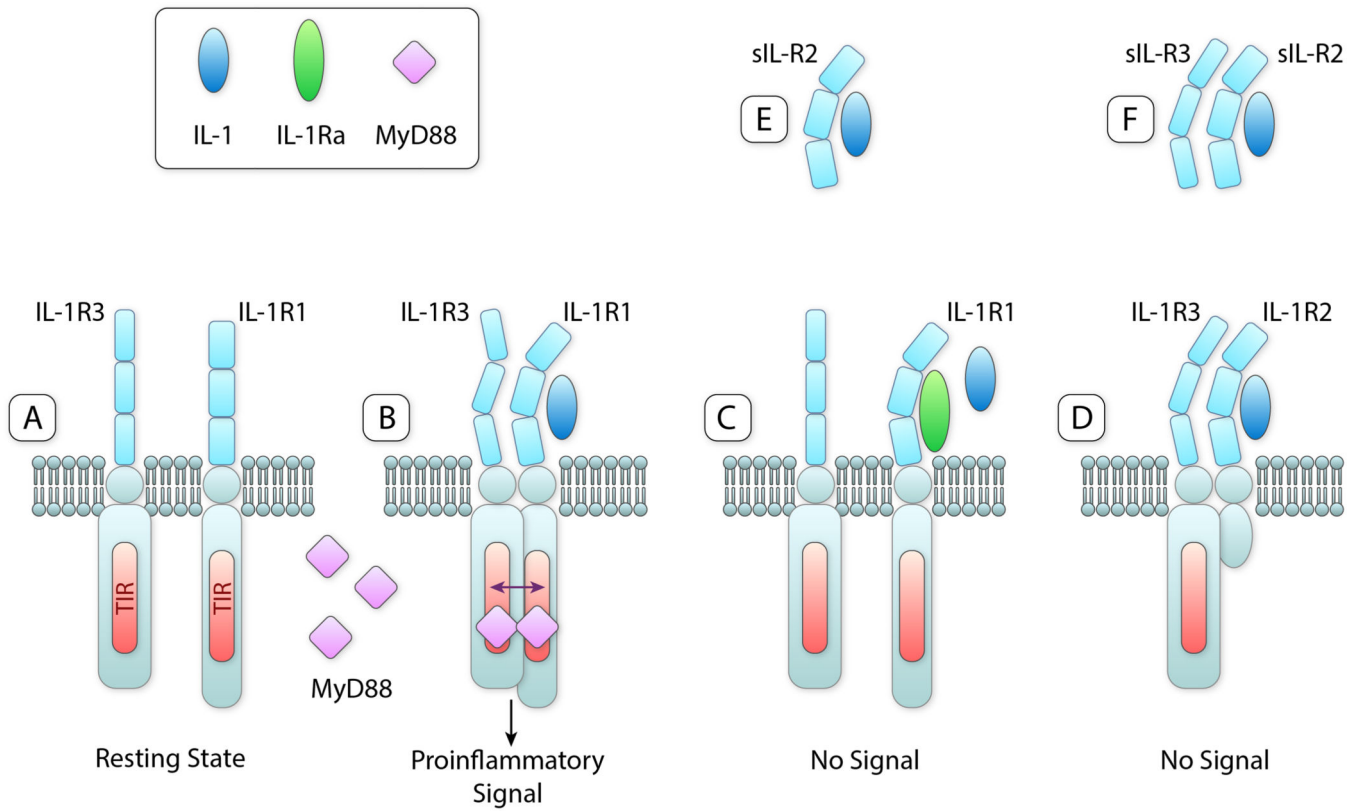 IL-1
IL-1Ra
MyD88
sIL-R2
E
sIL-R3
sIL-R2
F
IL-1R3
IL-1R1
A
TIR
TIR
MyD88
Resting State
IL-1R3
IL-1R1
B
Proinflammatory
Signal
IL-1R1
C
No Signal
IL-1R3
IL-1R2
D
No Signal